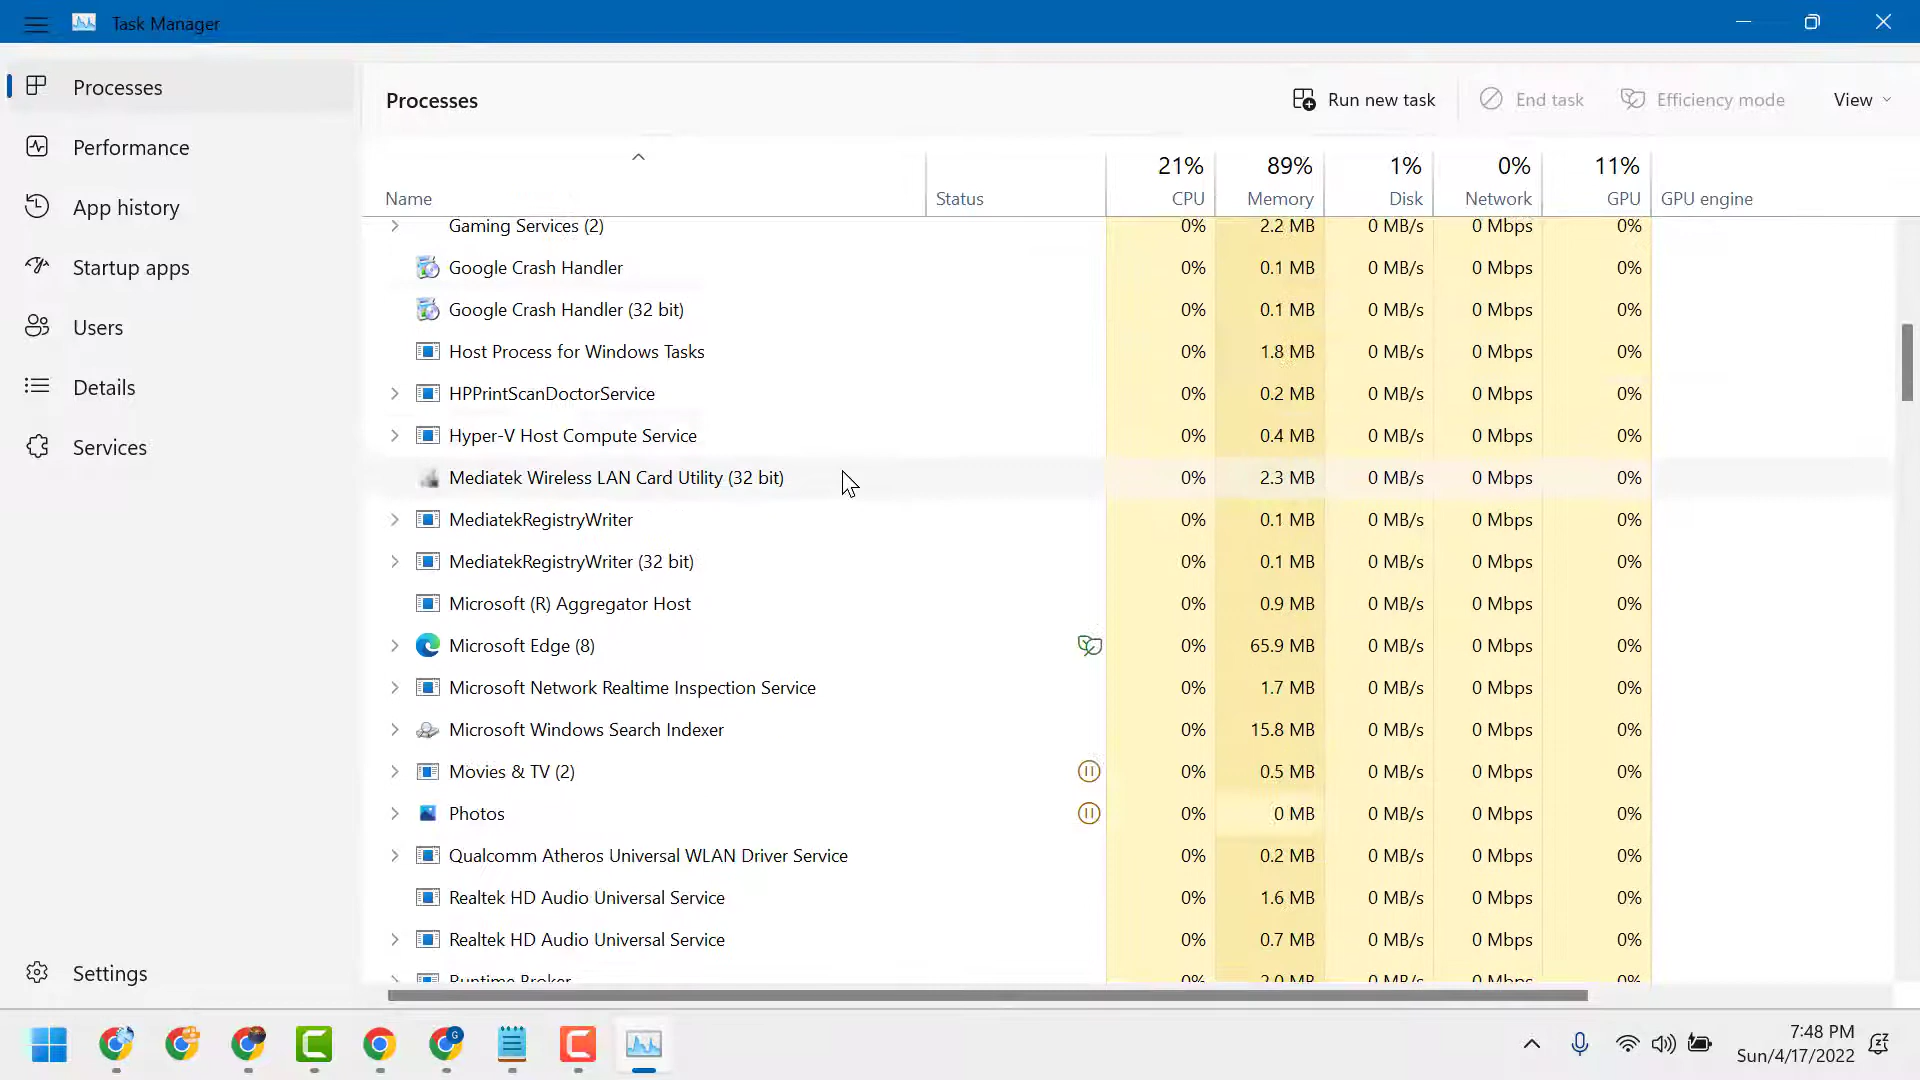 Task Manager
Processes
Performance
App history
Startup apps
Users
Details
Services
Settings
Processes
Run new task
End task
Efficiency mode
View
21% 89% 1% 0% 11%
Name Status CPU Memory Disk Network GPU GPU engine
Gaming Services (2) 0% 2.2 MB 0 MB/s 0 Mbps 0%
Google Crash Handler 0% 0.1 MB 0 MB/s 0 Mbps 0%
Google Crash Handler (32 bit) 0% 0.1 MB 0 MB/s 0 Mbps 0%
Host Process for Windows Tasks 0% 1.8 MB 0 MB/s 0 Mbps 0%
HPPrintScanDoctorService 0% 0.2 MB 0 MB/s 0 Mbps 0%
Hyper-V Host Compute Service 0% 0.4 MB 0 MB/s 0 Mbps 0%
Mediatek Wireless LAN Card Utility (32 bit) 0% 2.3 MB 0 MB/s 0 Mbps 0%
MediatekRegistryWriter 0% 0.1 MB 0 MB/s 0 Mbps 0%
MediatekRegistryWriter (32 bit) 0% 0.1 MB 0 MB/s 0 Mbps 0%
Microsoft (R) Aggregator Host 0% 0.9 MB 0 MB/s 0 Mbps 0%
Microsoft Edge (8) 0% 65.9 MB 0 MB/s 0 Mbps 0%
Microsoft Network Realtime Inspection Service 0% 1.7 MB 0 MB/s 0 Mbps 0%
Microsoft Windows Search Indexer 0% 15.8 MB 0 MB/s 0 Mbps 0%
Movies & TV (2) 0% 0.5 MB 0 MB/s 0 Mbps 0%
Photos 0% 0 MB 0 MB/s 0 Mbps 0%
Qualcomm Atheros Universal WLAN Driver Service 0% 0.2 MB 0 MB/s 0 Mbps 0%
Realtek HD Audio Universal Service 0% 1.6 MB 0 MB/s 0 Mbps 0%
Realtek HD Audio Universal Service 0% 0.7 MB 0 MB/s 0 Mbps 0%
Runtime Broker 0% 2.0 MB 0 MB/s 0 Mbps 0%
7:48 PM
Sun/4/17/2022